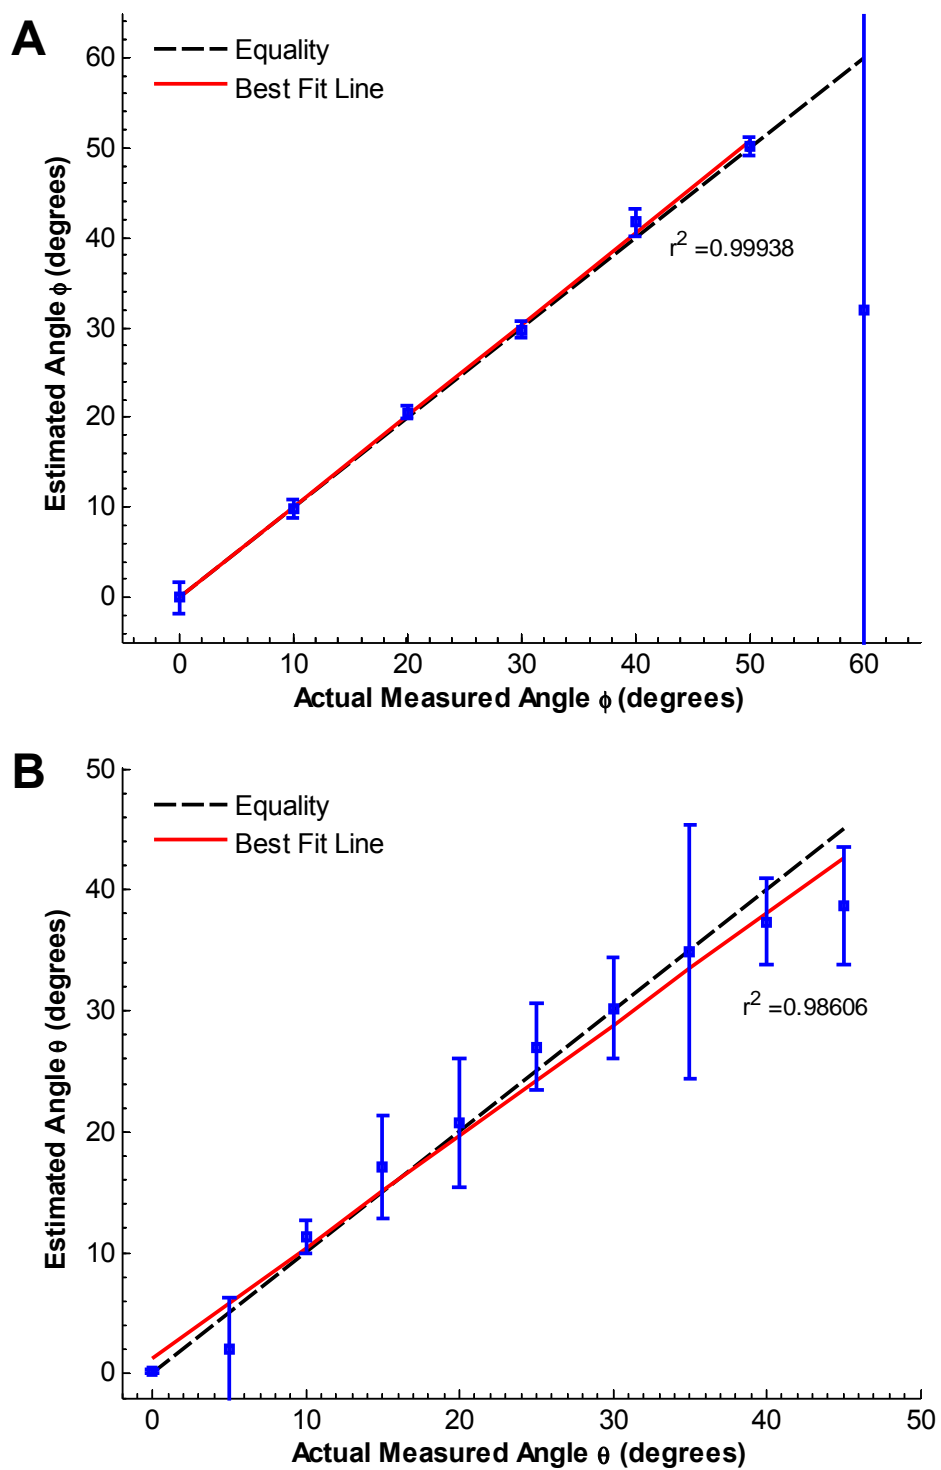 A
Equality
Best Fit Line
60
50
40
30
20
10
0
r2 =0.99938
Estimated Angle ϕ (degrees)
0 10 20 30 40 50 60
Actual Measured Angle ϕ (degrees)
B
Equality
Best Fit Line
50
40
30
20
10
0
r2 =0.98606
Estimated Angle θ (degrees)
0 10 20 30 40 50
Actual Measured Angle θ (degrees)